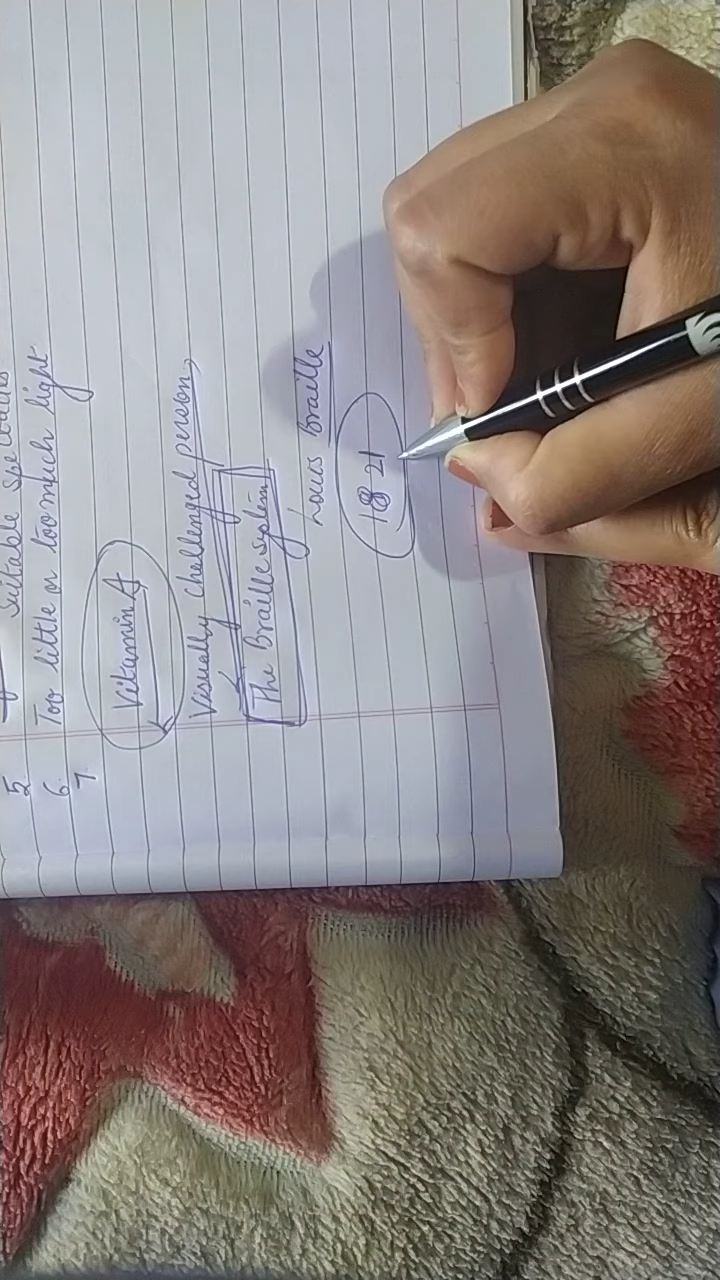 5 suitable spectacles
6. Too little or too much light
7
Vitamin A
Visually challenged person
The Braille system
Louis Braille
1821